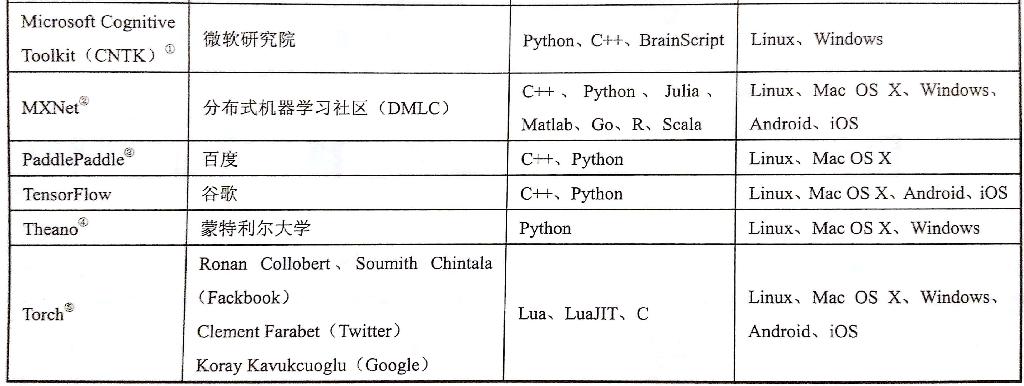 Microsoft Cognitive
Toolkit（CNTK）①
微软研究院
Python、C++、BrainScript
Linux、Windows
MXNet②
分布式机器学习社区（DMLC）
C++、Python、Julia、
Matlab、Go、R、Scala
Linux、Mac OS X、Windows、
Android、iOS
PaddlePaddle③
百度
C++、Python
Linux、Mac OS X
TensorFlow
谷歌
C++、Python
Linux、Mac OS X、Android、iOS
Theano④
蒙特利尔大学
Python
Linux、Mac OS X、Windows
Torch⑤
Ronan Collobert、Soumith Chintala
（Fackbook）
Clement Farabet（Twitter）
Koray Kavukcuoglu（Google）
Lua、LuaJIT、C
Linux、Mac OS X、Windows、
Android、iOS